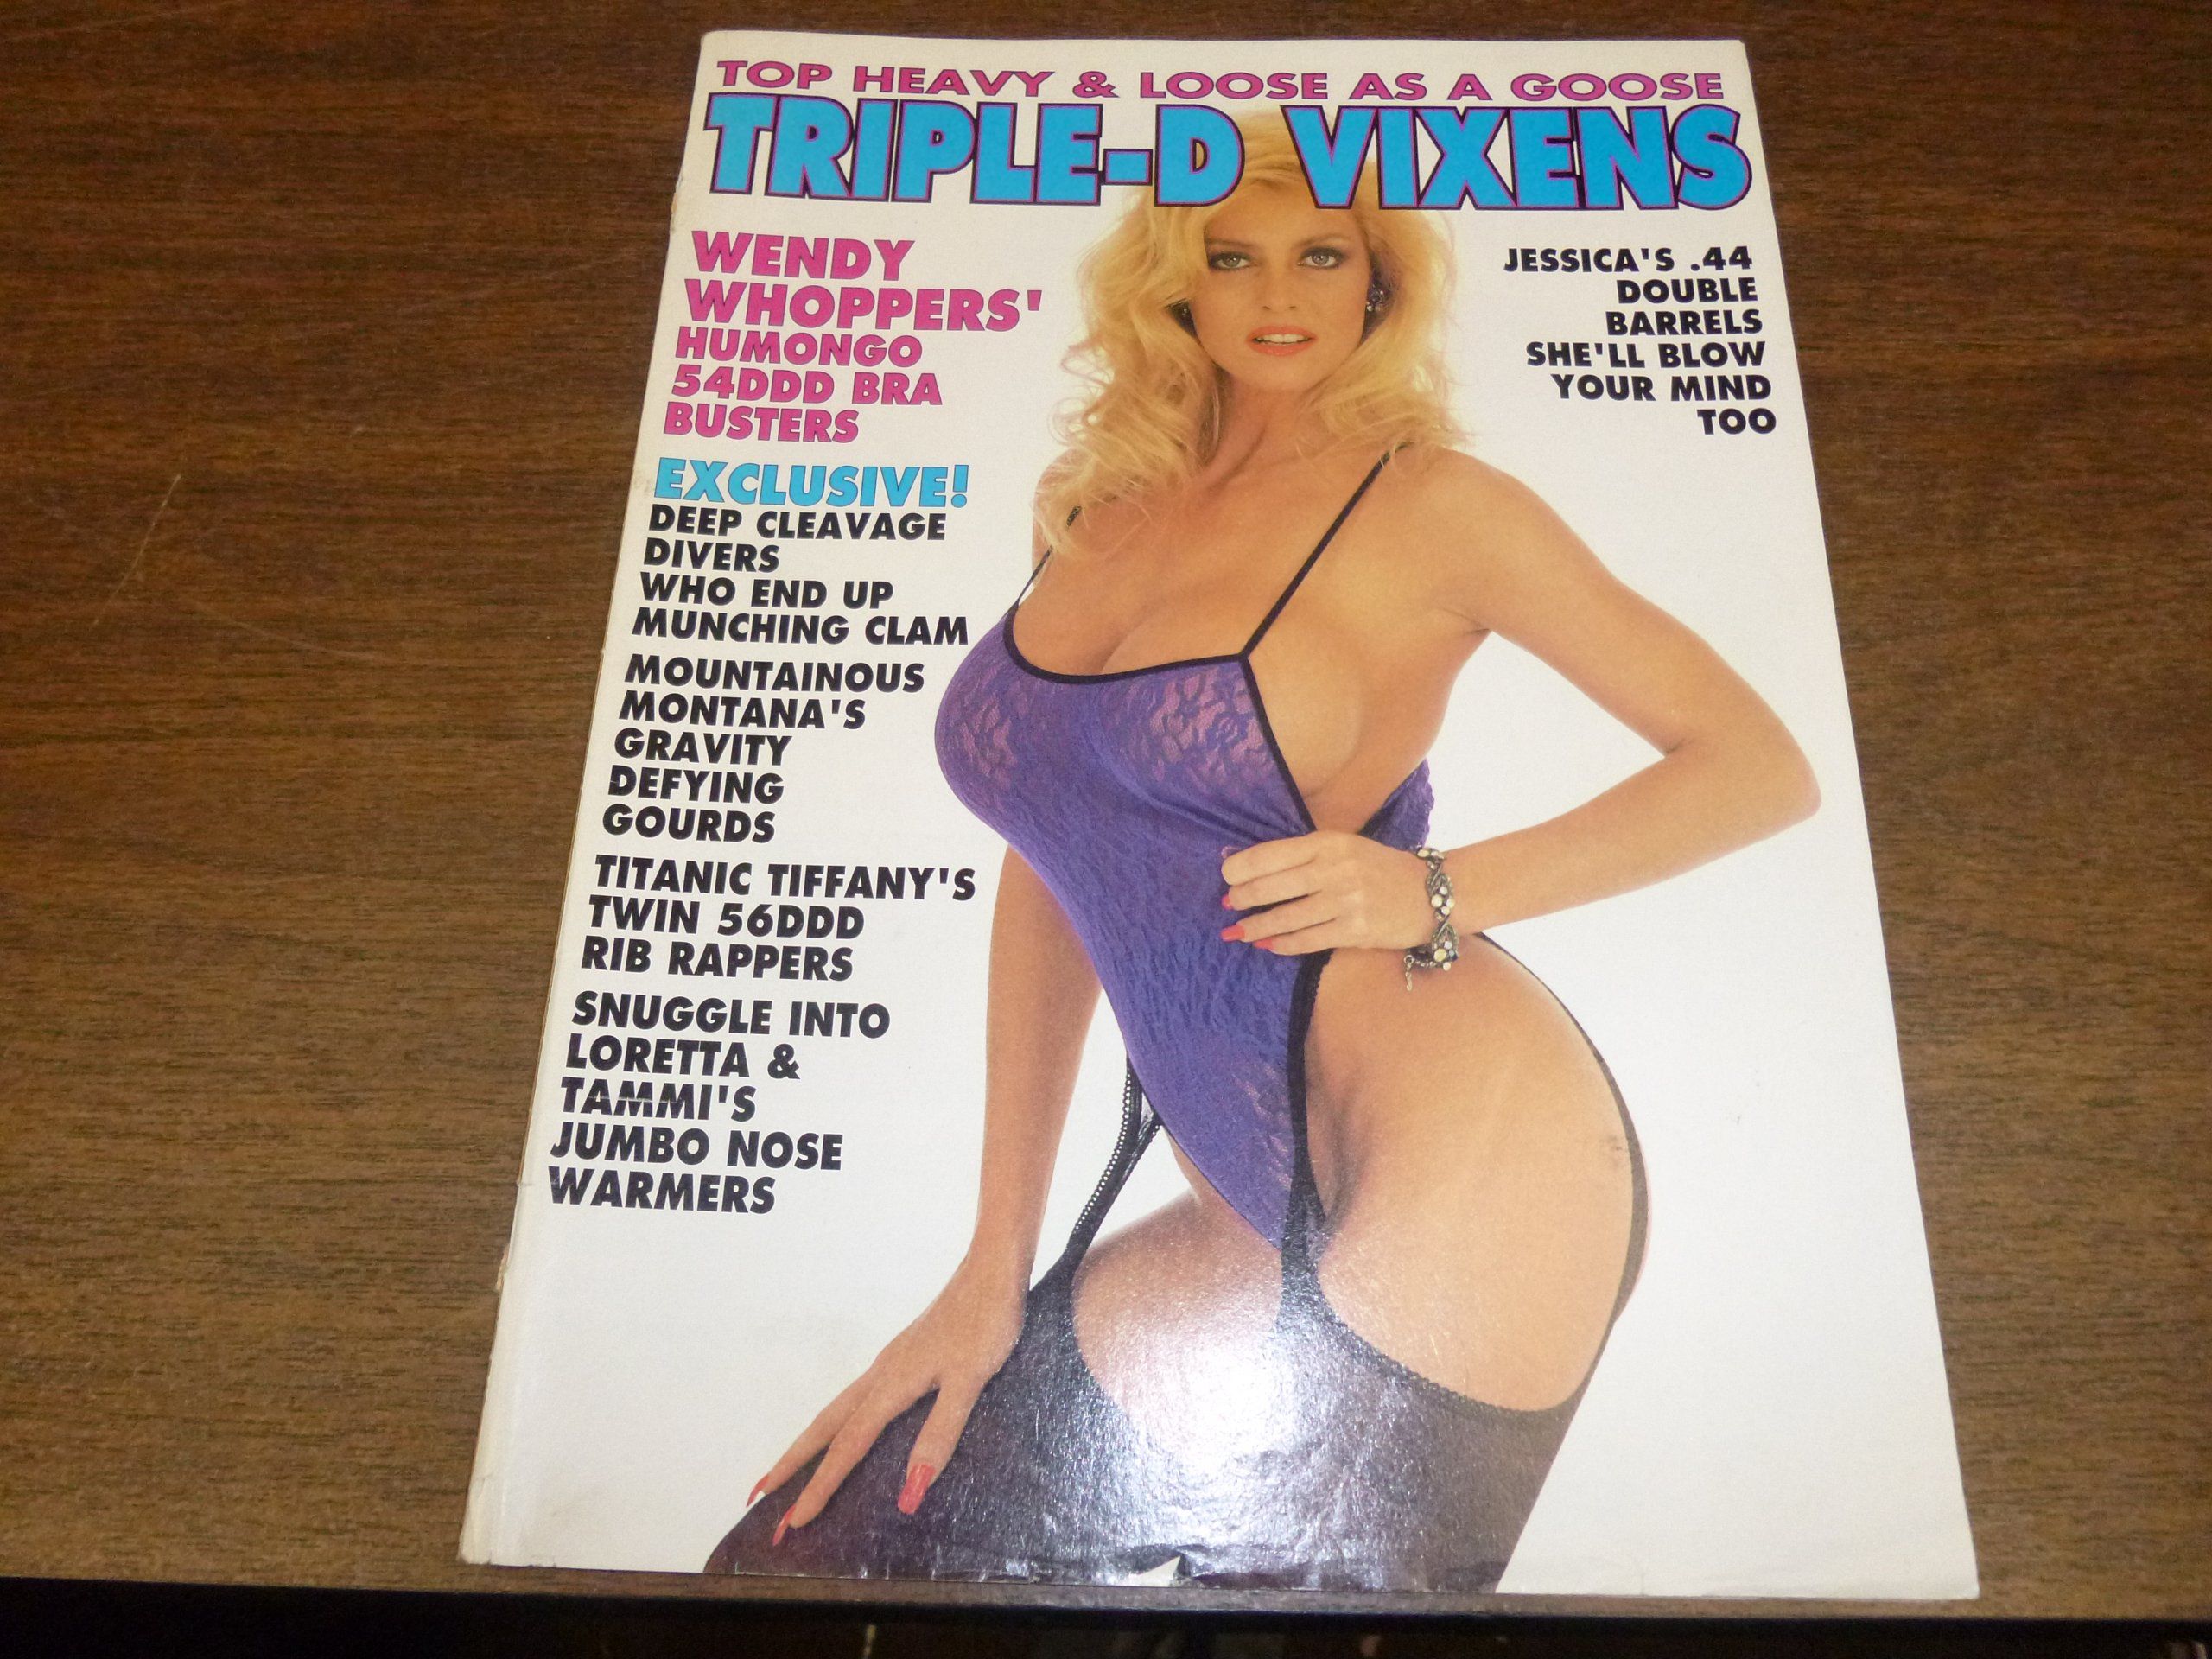 TOP HEAVY & LOOSE AS A GOOSE
TRIPLE-D VIXENS
WENDY
WHOPPERS'
HUMONGO
54DDD BRA
BUSTERS
EXCLUSIVE!
DEEP CLEAVAGE
DIVERS
WHO END UP
MUNCHING CLAM
MOUNTAINOUS
MONTANA'S
GRAVITY
DEFYING
GOURDS
TITANIC TIFFANY'S
TWIN 56DDD
RIB RAPPERS
SNUGGLE INTO
LORETTA &
TAMMI'S
JUMBO NOSE
WARMERS
JESSICA'S .44
DOUBLE
BARRELS
SHE'LL BLOW
YOUR MIND
TOO